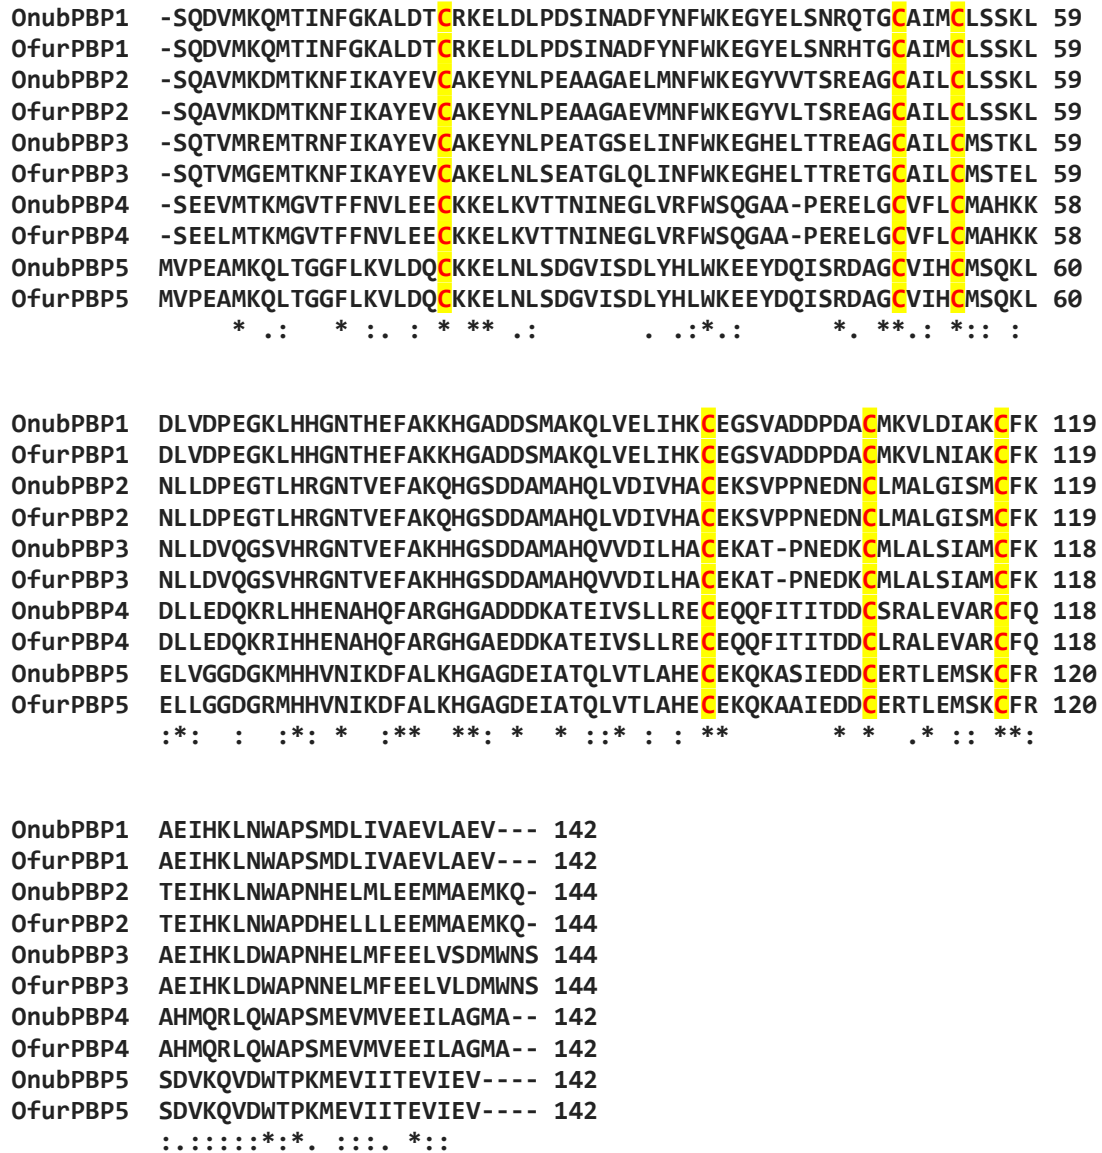 OnubPBP1 -SQDVMKQMTINFGKALDTCRKELDLPDSINADFYNFWKEGYELSNRQTGCAIMCLSSKL 59
OfurPBP1 -SQDVMKQMTINFGKALDTCRKELDLPDSINADFYNFWKEGYELSNRHTGCAIMCLSSKL 59
OnubPBP2 -SQAVMKDMTKNFIKAYEVCAKEYNLPEAAGAELMNFWKEGYVVTSREAGCAILCLSSKL 59
OfurPBP2 -SQAVMKDMTKNFIKAYEVCAKEYNLPEAAGAEVMNFWKEGYVLTSREAGCAILCLSSKL 59
OnubPBP3 -SQTVMREMTRNFIKAYEVCAKEYNLPEATGSELINFWKEGHELTTREAGCAILCMSTKL 59
OfurPBP3 -SQTVMGEMTKNFIKAYEVCAKELNLSEATGLQLINFWKEGHELTTRETGCAILCMSTEL 59
OnubPBP4 -SEEVMTKMGVTFFNVLEECKKELKVTTNINEGLVRFWSQGAA-PERELGCVFLCMAHKK 58
OfurPBP4 -SEELMTKMGVTFFNVLEECKKELKVTTNINEGLVRFWSQGAA-PERELGCVFLCMAHKK 58
OnubPBP5 MVPEAMKQLTGGFLKVLDQCKKELNLSDGVISDLYHLWKEEYDQISRDAGCVIHCMSQKL 60
OfurPBP5 MVPEAMKQLTGGFLKVLDQCKKELNLSDGVISDLYHLWKEEYDQISRDAGCVIHCMSQKL 60
* .: * :. : * ** .: . .:*.: *. **.: *:: :
OnubPBP1 DLVDPEGKLHHGNTHEFAKKHGADDSMAKQLVELIHKCEGSVADDPDACMKVLDIAKCFK 119
OfurPBP1 DLVDPEGKLHHGNTHEFAKKHGADDSMAKQLVELIHKCEGSVADDPDACMKVLNIAKCFK 119
OnubPBP2 NLLDPEGTLHRGNTVEFAKQHGSDDAMAHQLVDIVHACEKSVPPNEDNCLMALGISMCFK 119
OfurPBP2 NLLDPEGTLHRGNTVEFAKQHGSDDAMAHQLVDIVHACEKSVPPNEDNCLMALGISMCFK 119
OnubPBP3 NLLDVQGSVHRGNTVEFAKHHGSDDAMAHQVVDILHACEKAT-PNEDKCMLALSIAMCFK 118
OfurPBP3 NLLDVQGSVHRGNTVEFAKHHGSDDAMAHQVVDILHACEKAT-PNEDKCMLALSIAMCFK 118
OnubPBP4 DLLEDQKRLHHENAHQFARGHGADDDKATEIVSLLRECEQQFITITDDCSRALEVARCFQ 118
OfurPBP4 DLLEDQKRIHHENAHQFARGHGAEDDKATEIVSLLRECEQQFITITDDCLRALEVARCFQ 118
OnubPBP5 ELVGGDGKMHHVNIKDFALKHGAGDEIATQLVTLAHECEKQKASIEDDCERTLEMSKCFR 120
OfurPBP5 ELLGGDGRMHHVNIKDFALKHGAGDEIATQLVTLAHECEKQKAAIEDDCERTLEMSKCFR 120
:*: : :*: * :** **: * * ::* : : ** * * .* :: **:
OnubPBP1 AEIHKLNWAPSMDLIVAEVLAEV--- 142
OfurPBP1 AEIHKLNWAPSMDLIVAEVLAEV--- 142
OnubPBP2 TEIHKLNWAPNHELMLEEMMAEMKQ- 144
OfurPBP2 TEIHKLNWAPDHELLLEEMMAEMKQ- 144
OnubPBP3 AEIHKLDWAPNHELMFEELVSDMWNS 144
OfurPBP3 AEIHKLDWAPNNELMFEELVLDMWNS 144
OnubPBP4 AHMQRLQWAPSMEVMVEEILAGMA-- 142
OfurPBP4 AHMQRLQWAPSMEVMVEEILAGMA-- 142
OnubPBP5 SDVKQVDWTPKMEVIITEVIEV---- 142
OfurPBP5 SDVKQVDWTPKMEVIITEVIEV---- 142
:.:::::*:*. :::. *::